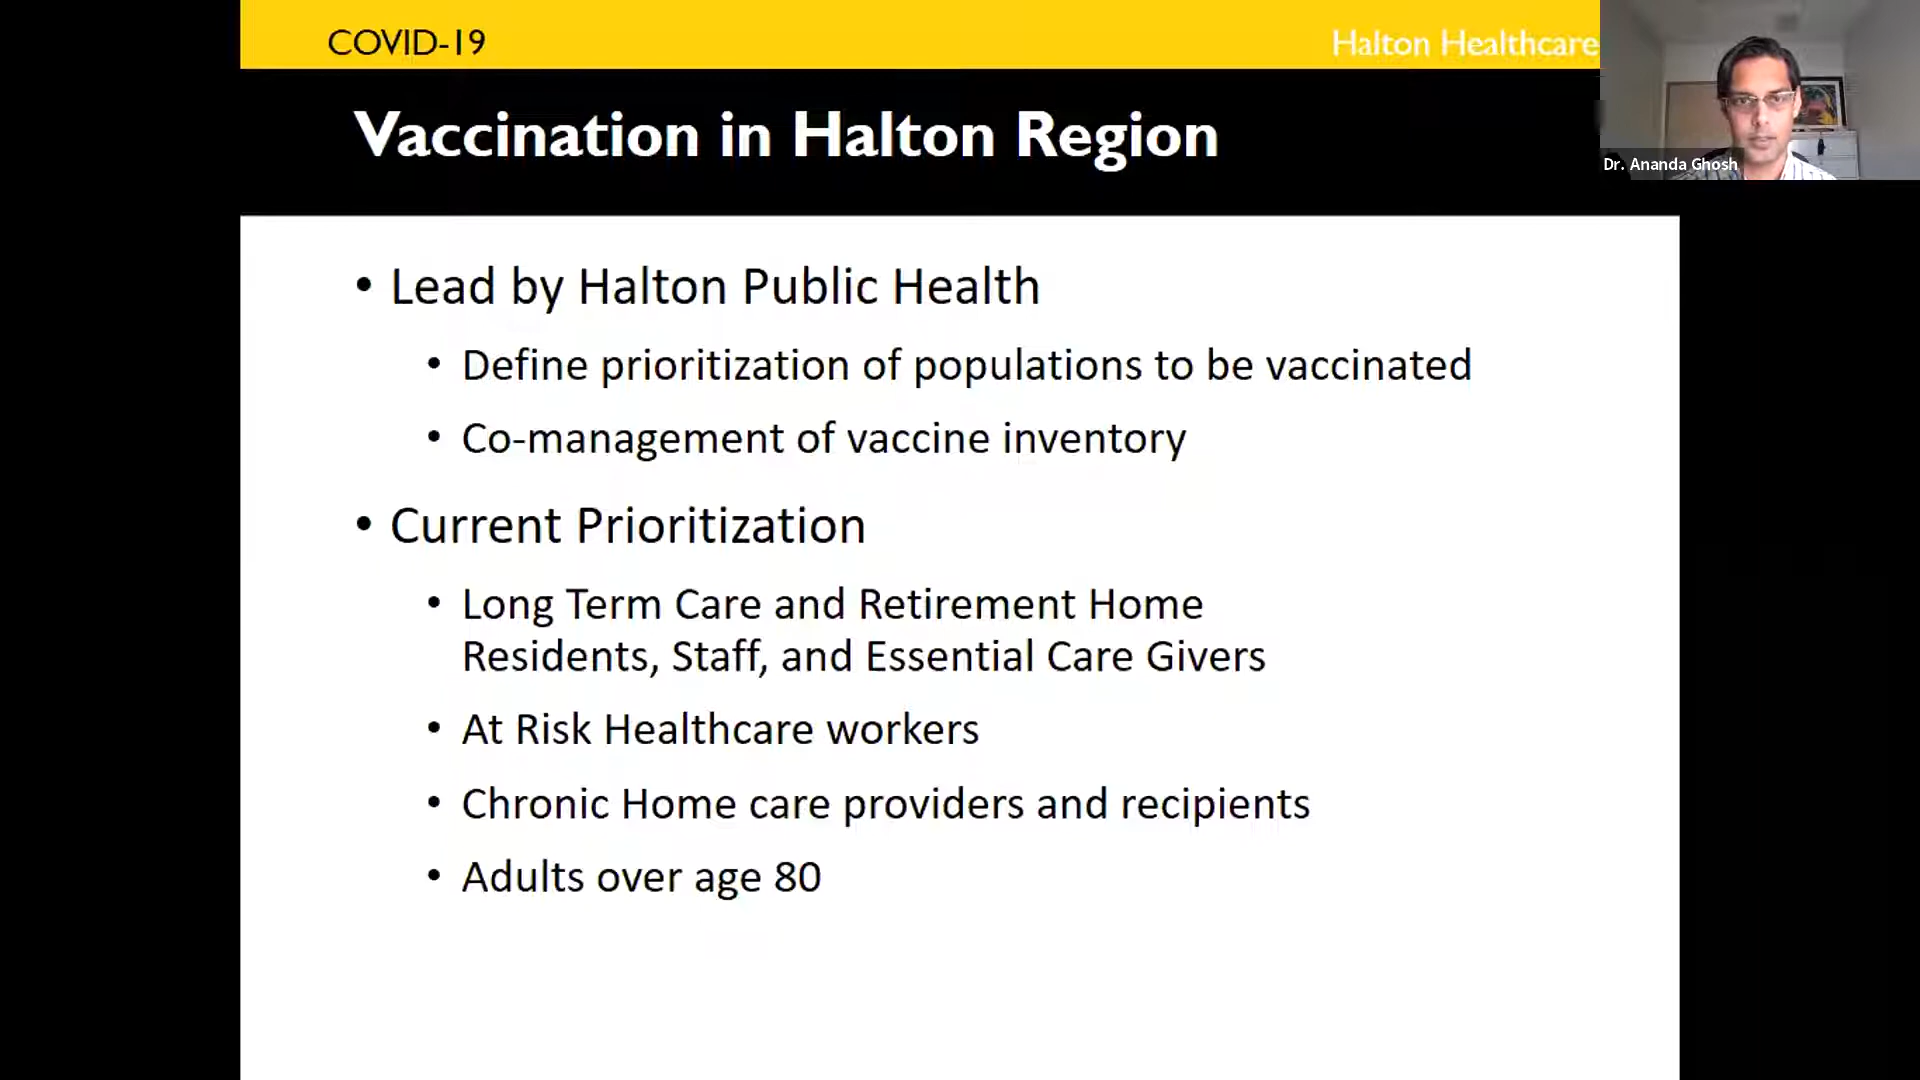 COVID-19
Halton Healthcare
Dr. Ananda Ghosh
Vaccination in Halton Region
• Lead by Halton Public Health
• Define prioritization of populations to be vaccinated
• Co-management of vaccine inventory
• Current Prioritization
• Long Term Care and Retirement Home
Residents, Staff, and Essential Care Givers
• At Risk Healthcare workers
• Chronic Home care providers and recipients
• Adults over age 80